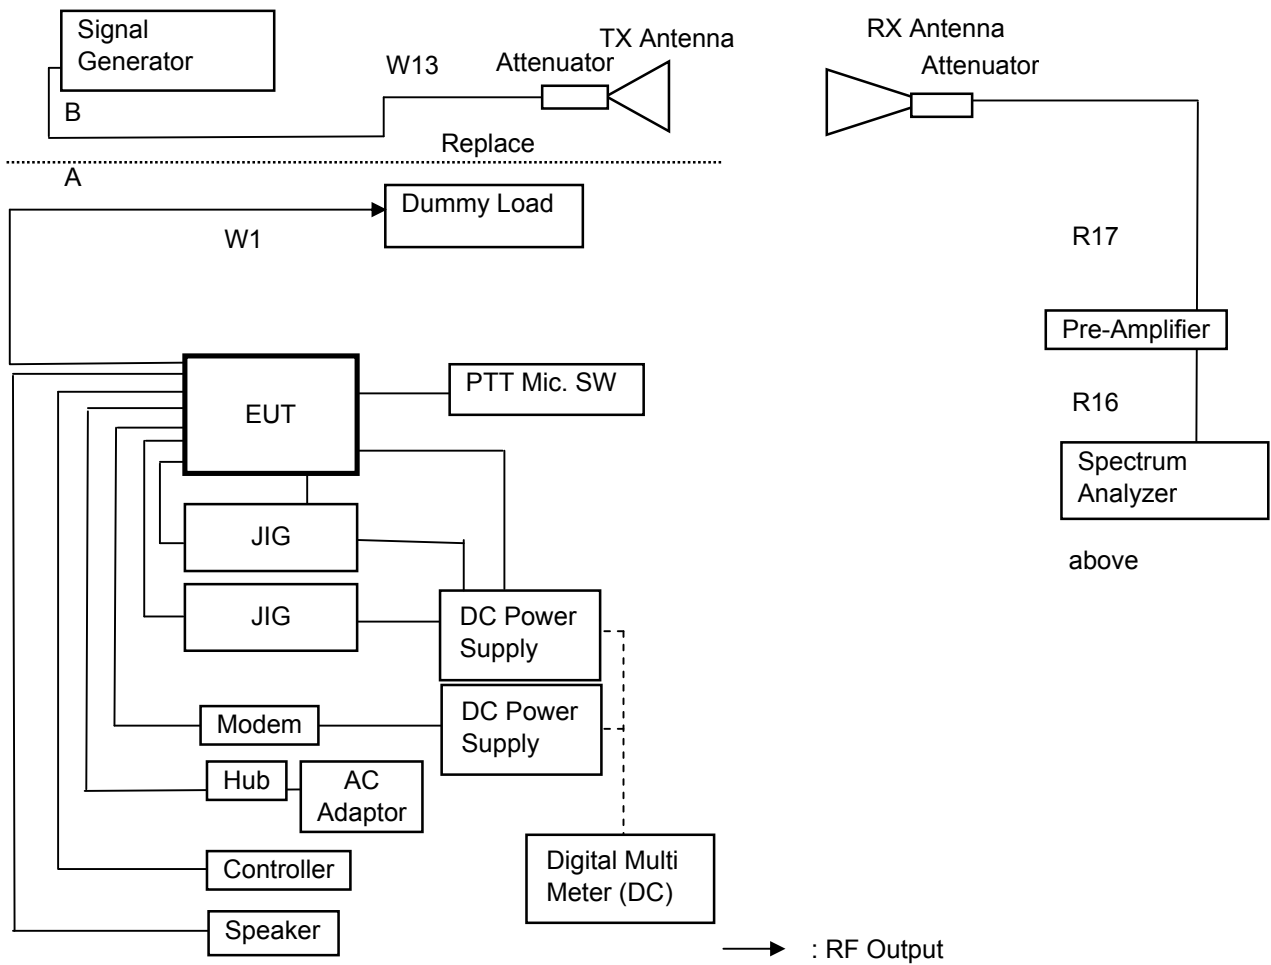 Signal
Generator
TX Antenna
RX Antenna
W13
Attenuator
Attenuator
B
Replace
A
Dummy Load
W1
R17
Pre-Amplifier
PTT Mic. SW
R16
EUT
Spectrum
Analyzer
JIG
above
JIG
DC Power
Supply
Modem
DC Power
Supply
Hub
AC
Adaptor
Controller
Digital Multi
Meter (DC)
Speaker
: RF Output